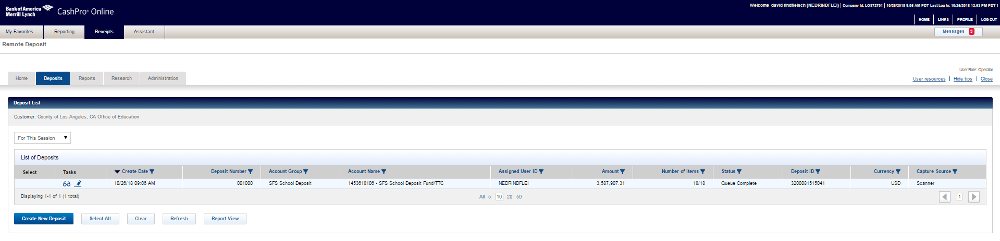 Bank of America
Merrill Lynch
CashPro® Online
Welcome david rindfleisch (NEDRINDFLEI) | Company Id: LOS72701 | 10/26/2018 9:05 AM PDT Last Log In: 10/25/2018 12:53 PM PDT †
HOME | LINKS | PROFILE | LOG OUT
My Favorites Reporting Receipts Assistant
Messages 3
Remote Deposit
User Role: Operator
Home Deposits Reports Research Administration
User resources | Hide tips | Close
Deposit List
Customer: County of Los Angeles, CA Office of Education
For This Session
List of Deposits
Select Tasks Create Date Deposit Number Account Group Account Name Assigned User ID Amount Number of Items Status Deposit ID Currency Capture Source
10/26/18 09:06 AM 001000 SFS School Deposit 1453618106 - SFS School Deposit Fund/TTC NEDRINDFLEI 3,587,907.31 18/18 Queue Complete 3200081515041 USD Scanner
Displaying 1-1 of 1 (1 total) All 5 10 20 50 1
Create New Deposit Select All Clear Refresh Report View